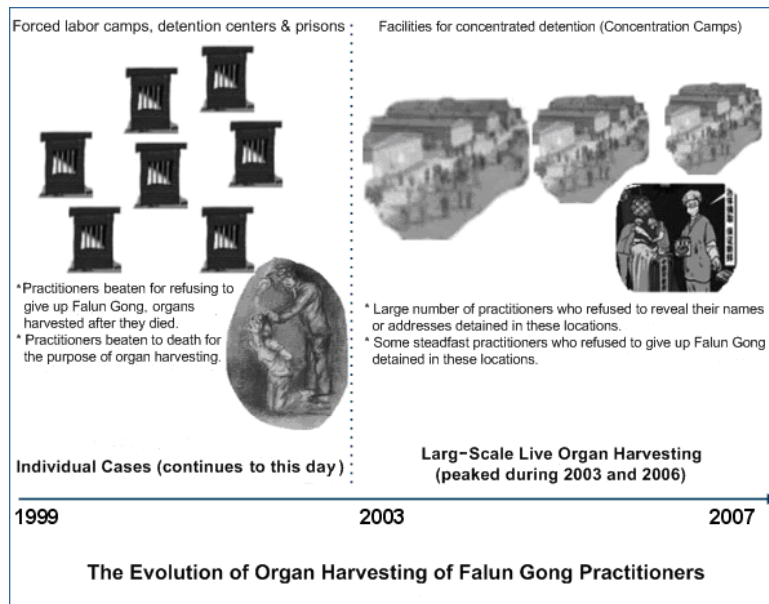 Forced labor camps, detention centers & prisons
Facilities for concentrated detention (Concentration Camps)
*Practitioners beaten for refusing to
give up Falun Gong, organs
harvested after they died.
*Practitioners beaten to death for
the purpose of organ harvesting.
* Large number of practitioners who refused to reveal their names
or addresses detained in these locations.
* Some steadfast practitioners who refused to give up Falun Gong
detained in these locations.
Individual Cases (continues to this day)
Larg-Scale Live Organ Harvesting
(peaked during 2003 and 2006)
1999
2003
2007
The Evolution of Organ Harvesting of Falun Gong Practitioners